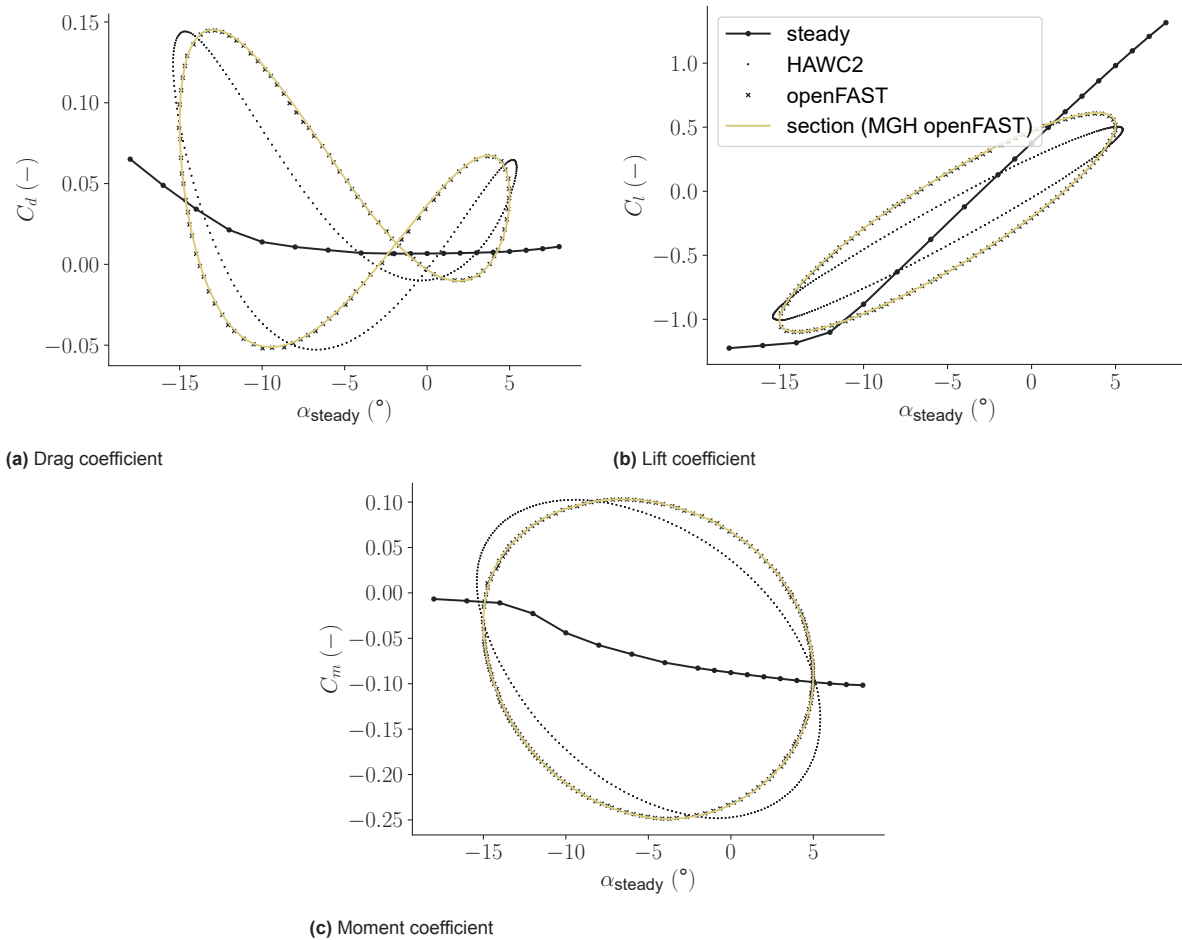 0.15
0.10
0.05
0.00
−0.05
C_d (−)
−15 −10 −5 0 5
α_steady (°)
(a) Drag coefficient
steady
HAWC2
openFAST
section (MGH openFAST)
1.0
0.5
0.0
−0.5
−1.0
C_l (−)
−15 −10 −5 0 5
α_steady (°)
(b) Lift coefficient
0.10
0.05
0.00
−0.05
−0.10
−0.15
−0.20
−0.25
C_m (−)
−15 −10 −5 0 5
α_steady (°)
(c) Moment coefficient